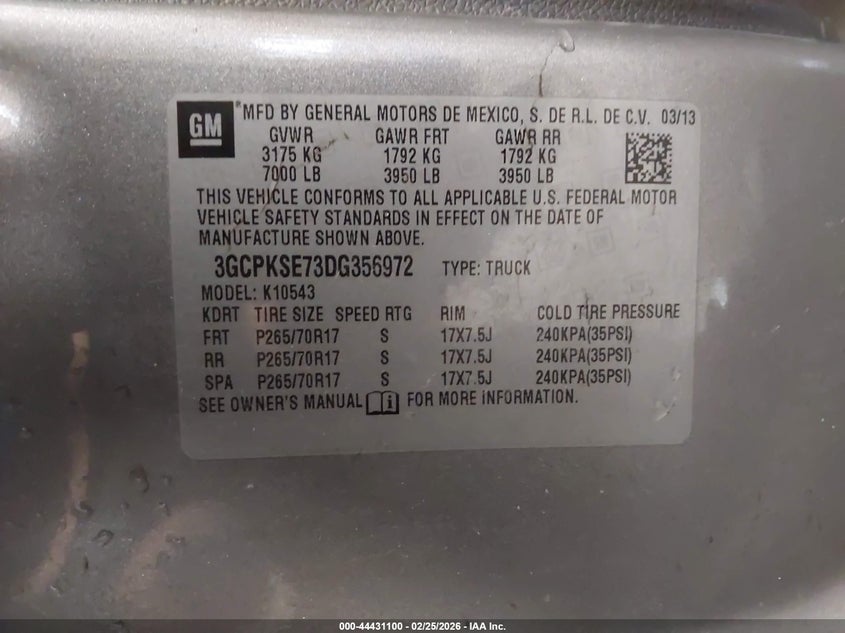 GM
MFD BY GENERAL MOTORS DE MEXICO, S. DE R.L. DE C.V. 03/13
GVWR GAWR FRT GAWR RR
3175 KG 1792 KG 1792 KG
7000 LB 3950 LB 3950 LB
THIS VEHICLE CONFORMS TO ALL APPLICABLE U.S. FEDERAL MOTOR
VEHICLE SAFETY STANDARDS IN EFFECT ON THE DATE OF
MANUFACTURE SHOWN ABOVE.
3GCPKSE73DG356972 TYPE: TRUCK
MODEL: K10543
KDRT TIRE SIZE SPEED RTG RIM COLD TIRE PRESSURE
FRT P265/70R17 S 17X7.5J 240KPA(35PSI)
RR P265/70R17 S 17X7.5J 240KPA(35PSI)
SPA P265/70R17 S 17X7.5J 240KPA(35PSI)
SEE OWNER'S MANUAL i FOR MORE INFORMATION.
000-44431100 - 02/25/2026 - IAA Inc.